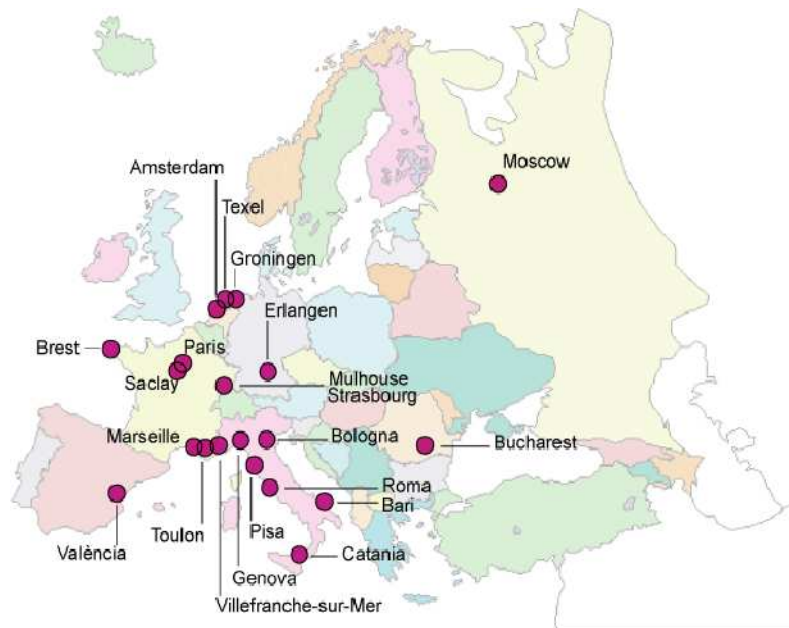 Moscow
Amsterdam
Texel
Groningen
Erlangen
Brest
Paris
Saclay
Mulhouse
Strasbourg
Marseille
Bologna
Bucharest
Roma
Bari
Toulon
Pisa
València
Catania
Genova
Villefranche-sur-Mer